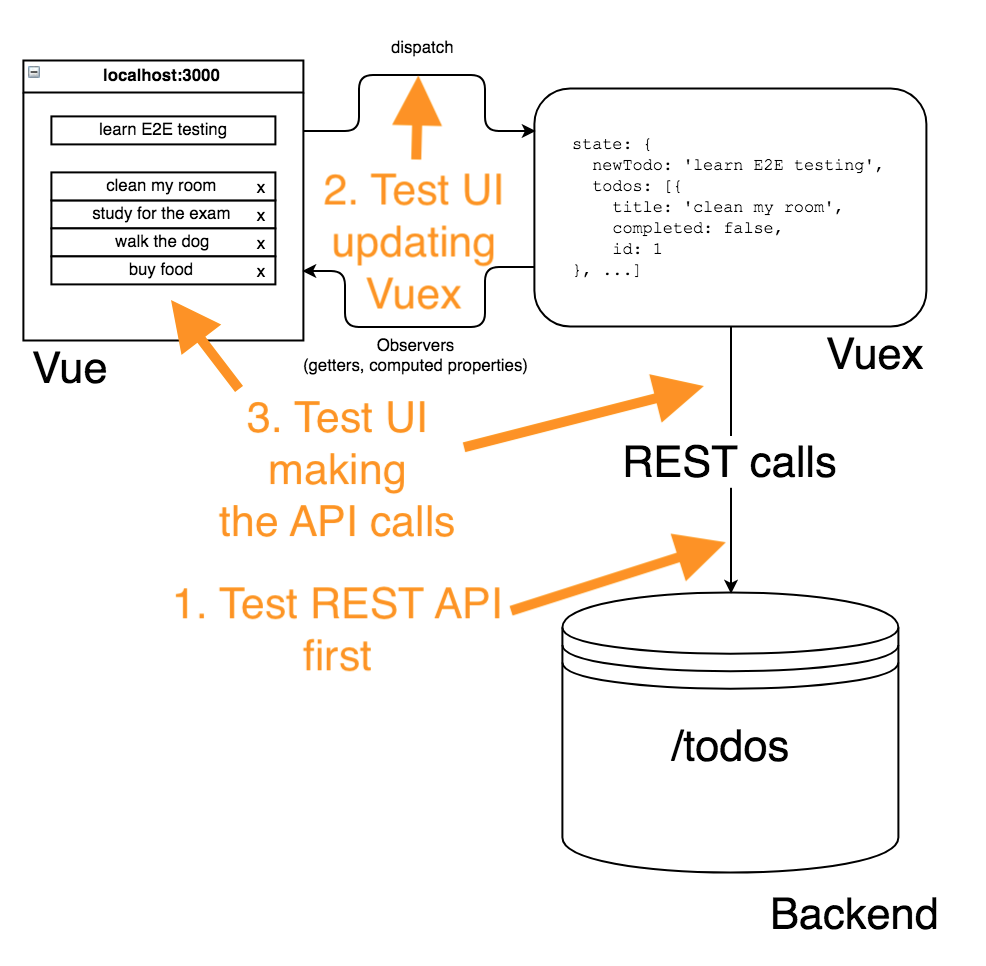 dispatch
localhost:3000
learn E2E testing
clean my room x
study for the exam x
walk the dog x
buy food x
Vue
2. Test UI
updating
Vuex
Observers
(getters, computed properties)
state: {
newTodo: 'learn E2E testing',
todos: [{
title: 'clean my room',
completed: false,
id: 1
}, ...]
Vuex
3. Test UI
making
the API calls
REST calls
1. Test REST API
first
/todos
Backend